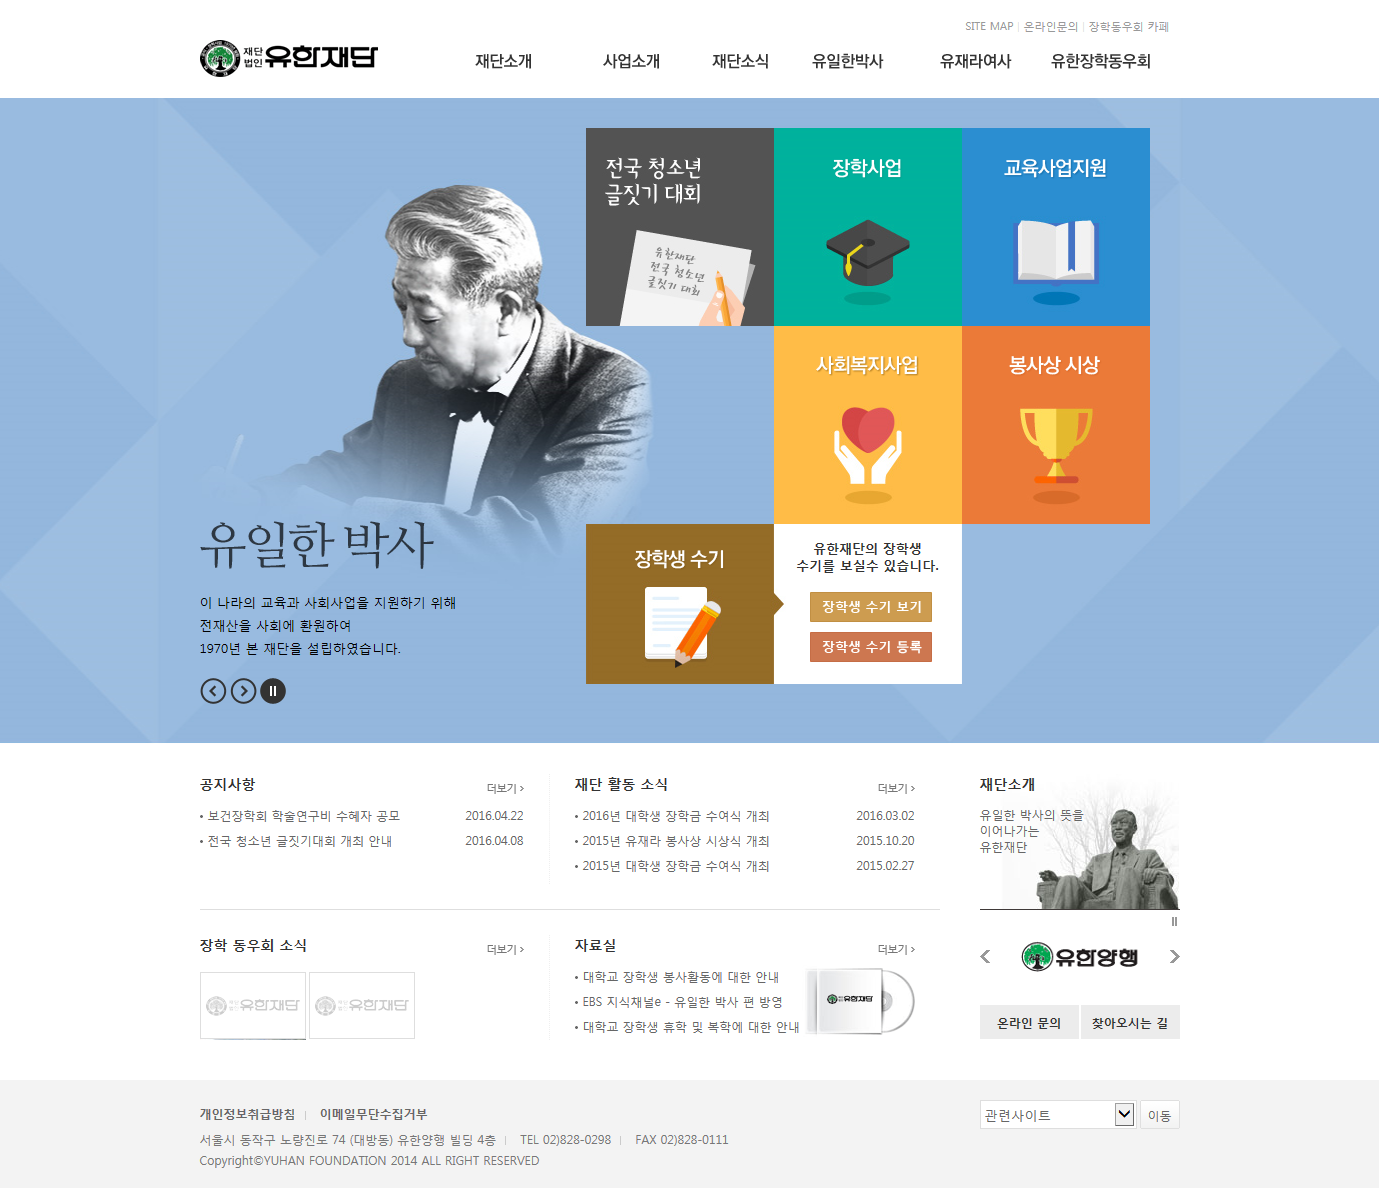 SITE MAP 온라인문의 장학동우회 카페
재단법인 유한재단
재단소개 사업소개 재단소식 유일한박사 유재라여사 유한장학동우회
전국 청소년
글짓기 대회
유한재단
전국 청소년
글짓기 대회
장학사업
교육사업지원
사회복지사업
봉사상 시상
유일한 박사
이 나라의 교육과 사회사업을 지원하기 위해
전재산을 사회에 환원하여
1970년 본 재단을 설립하였습니다.
장학생 수기
유한재단의 장학생
수기를 보실수 있습니다.
장학생 수기 보기
장학생 수기 등록
공지사항 더보기 >
• 보건장학회 학술연구비 수혜자 공모 2016.04.22
• 전국 청소년 글짓기대회 개최 안내 2016.04.08
재단 활동 소식 더보기 >
• 2016년 대학생 장학금 수여식 개최 2016.03.02
• 2015년 유재라 봉사상 시상식 개최 2015.10.20
• 2015년 대학생 장학금 수여식 개최 2015.02.27
재단소개
유일한 박사의 뜻을
이어나가는
유한재단
장학 동우회 소식 더보기 >
재단법인 유한재단
재단법인 유한재단
자료실 더보기 >
• 대학교 장학생 봉사활동에 대한 안내
• EBS 지식채널e - 유일한 박사 편 방영
• 대학교 장학생 휴학 및 복학에 대한 안내
유한재단
유한양행
온라인 문의
찾아오시는 길
개인정보취급방침 이메일무단수집거부
서울시 동작구 노량진로 74 (대방동) 유한양행 빌딩 4층 TEL 02)828-0298 FAX 02)828-0111
Copyright©YUHAN FOUNDATION 2014 ALL RIGHT RESERVED
관련사이트 이동